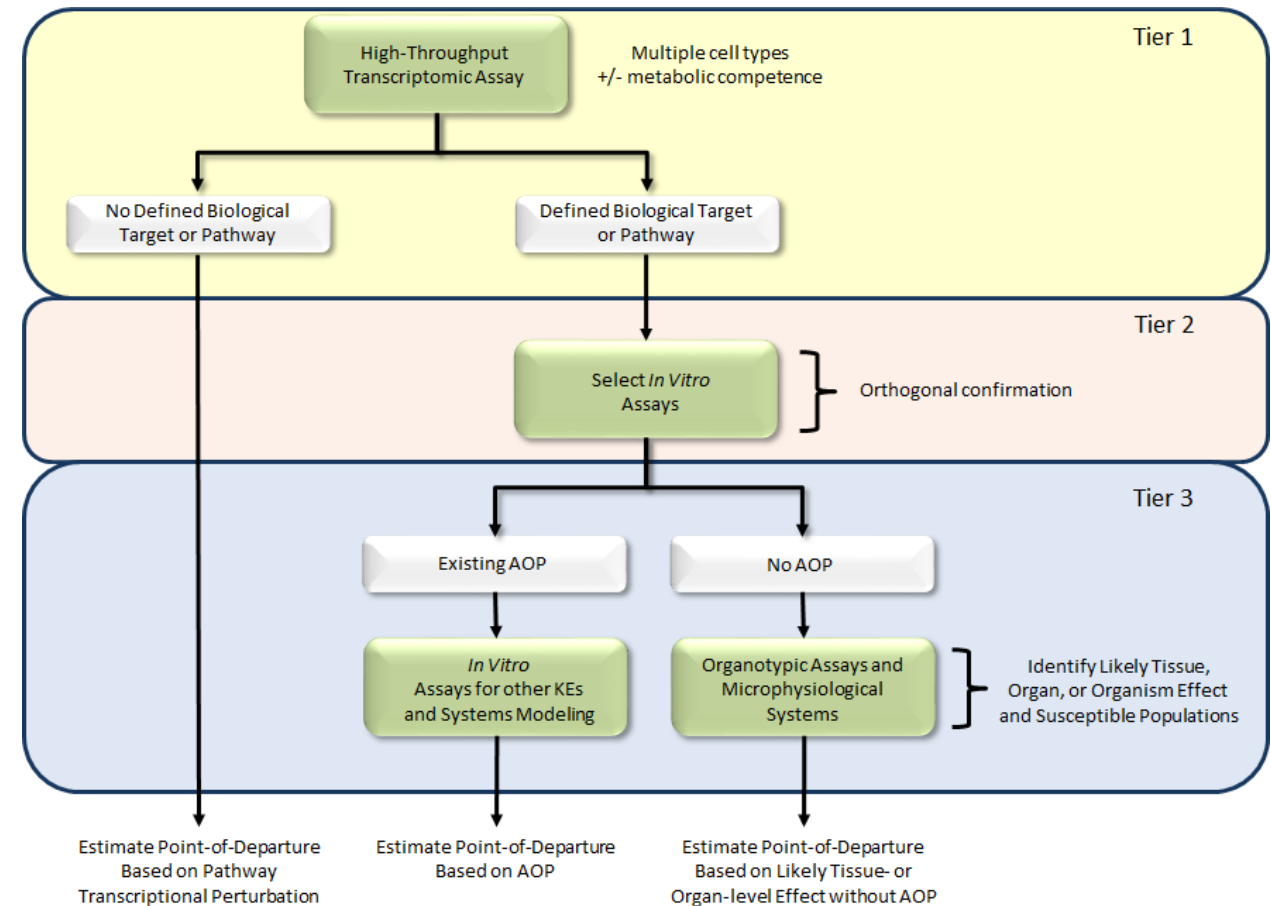 Tier 1
High-Throughput
Transcriptomic Assay
Multiple cell types
+/- metabolic competence
No Defined Biological
Target or Pathway
Defined Biological Target
or Pathway
Tier 2
Select In Vitro
Assays
Orthogonal confirmation
Tier 3
Existing AOP
No AOP
In Vitro
Assays for other KEs
and Systems Modeling
Organotypic Assays and
Microphysiological
Systems
Identify Likely Tissue,
Organ, or Organism Effect
and Susceptible Populations
Estimate Point-of-Departure
Based on Pathway
Transcriptional Perturbation
Estimate Point-of-Departure
Based on AOP
Estimate Point-of-Departure
Based on Likely Tissue- or
Organ-level Effect without AOP